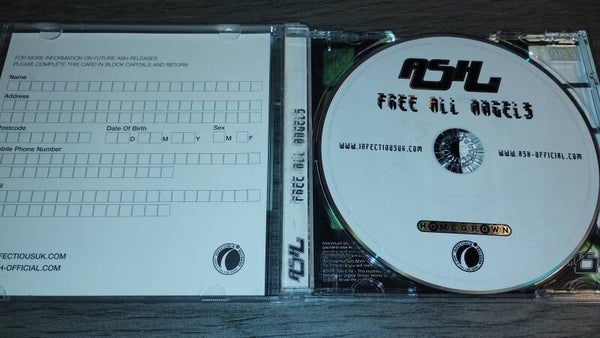 FOR MORE INFORMATION ON FUTURE ASH RELEASES
PLEASE COMPLETE THIS CARD IN BLOCK CAPITALS AND RETURN
Name
Address
Postcode
Date Of Birth
Sex
D M Y M F
Mobile Phone Number
INFECTIOUSUK.COM
ASH-OFFICIAL.COM
ASH
FREE ALL ANGELS
ASH
FREE ALL ANGELS
WWW.INFECTIOUSUK.COM
WWW.ASH-OFFICIAL.COM
HOMEGROWN